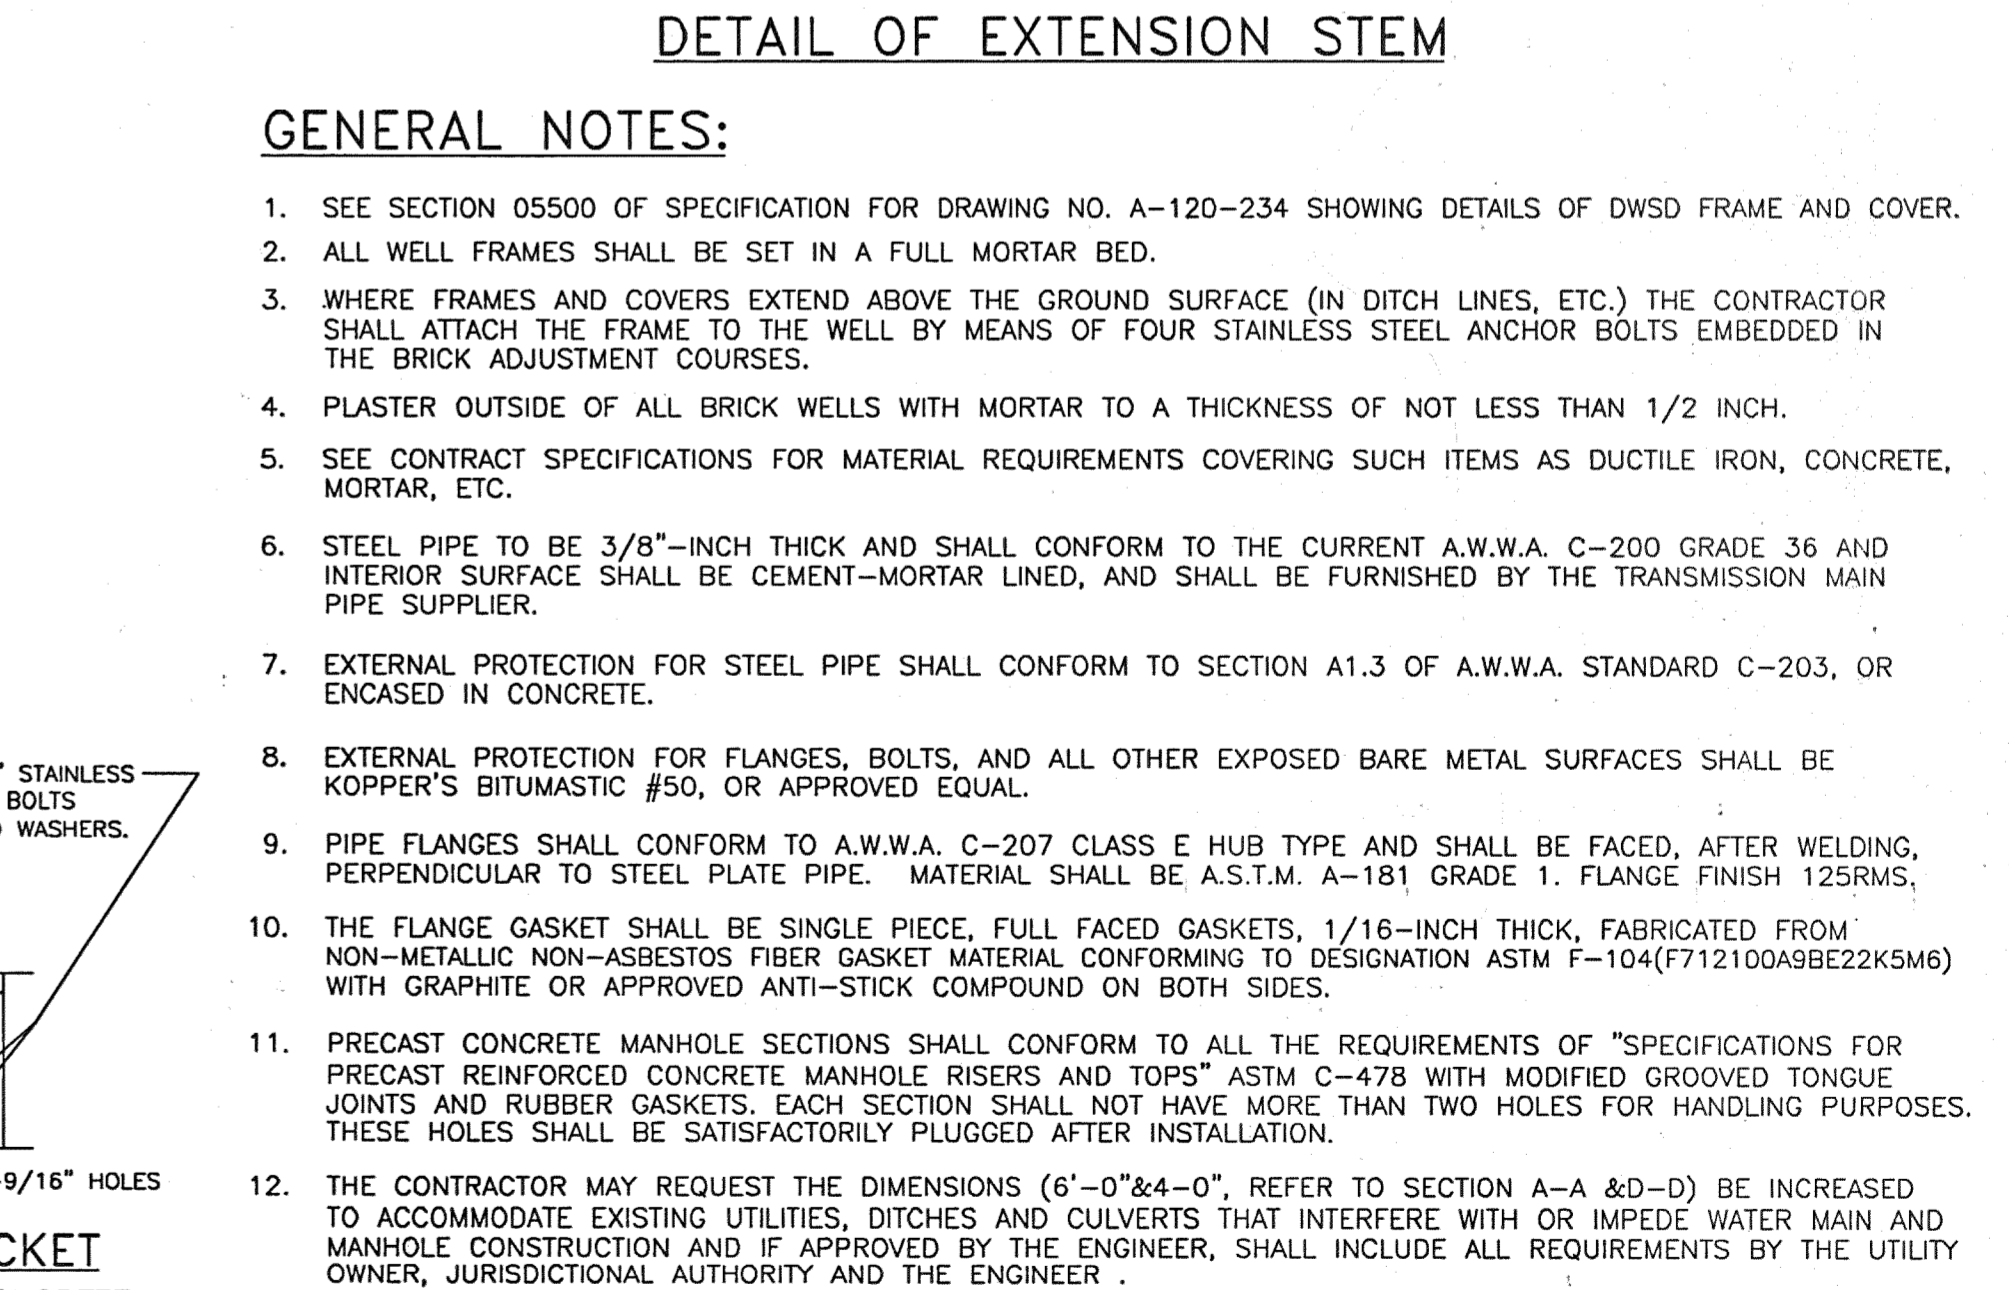 DETAIL OF EXTENSION STEM
GENERAL NOTES:
1. SEE SECTION 05500 OF SPECIFICATION FOR DRAWING NO. A-120-234 SHOWING DETAILS OF DWSD FRAME AND COVER.
2. ALL WELL FRAMES SHALL BE SET IN A FULL MORTAR BED.
3. WHERE FRAMES AND COVERS EXTEND ABOVE THE GROUND SURFACE (IN DITCH LINES, ETC.) THE CONTRACTOR
SHALL ATTACH THE FRAME TO THE WELL BY MEANS OF FOUR STAINLESS STEEL ANCHOR BOLTS EMBEDDED IN
THE BRICK ADJUSTMENT COURSES.
4. PLASTER OUTSIDE OF ALL BRICK WELLS WITH MORTAR TO A THICKNESS OF NOT LESS THAN 1/2 INCH.
5. SEE CONTRACT SPECIFICATIONS FOR MATERIAL REQUIREMENTS COVERING SUCH ITEMS AS DUCTILE IRON, CONCRETE,
MORTAR, ETC.
6. STEEL PIPE TO BE 3/8"-INCH THICK AND SHALL CONFORM TO THE CURRENT A.W.W.A. C-200 GRADE 36 AND
INTERIOR SURFACE SHALL BE CEMENT-MORTAR LINED, AND SHALL BE FURNISHED BY THE TRANSMISSION MAIN
PIPE SUPPLIER.
7. EXTERNAL PROTECTION FOR STEEL PIPE SHALL CONFORM TO SECTION A1.3 OF A.W.W.A. STANDARD C-203, OR
ENCASED IN CONCRETE.
8. EXTERNAL PROTECTION FOR FLANGES, BOLTS, AND ALL OTHER EXPOSED BARE METAL SURFACES SHALL BE
KOPPER'S BITUMASTIC #50, OR APPROVED EQUAL.
9. PIPE FLANGES SHALL CONFORM TO A.W.W.A. C-207 CLASS E HUB TYPE AND SHALL BE FACED, AFTER WELDING,
PERPENDICULAR TO STEEL PLATE PIPE. MATERIAL SHALL BE A.S.T.M. A-181 GRADE 1. FLANGE FINISH 125RMS.
10. THE FLANGE GASKET SHALL BE SINGLE PIECE, FULL FACED GASKETS, 1/16-INCH THICK, FABRICATED FROM
NON-METALLIC NON-ASBESTOS FIBER GASKET MATERIAL CONFORMING TO DESIGNATION ASTM F-104(F712100A9BE22K5M6)
WITH GRAPHITE OR APPROVED ANTI-STICK COMPOUND ON BOTH SIDES.
11. PRECAST CONCRETE MANHOLE SECTIONS SHALL CONFORM TO ALL THE REQUIREMENTS OF "SPECIFICATIONS FOR
PRECAST REINFORCED CONCRETE MANHOLE RISERS AND TOPS" ASTM C-478 WITH MODIFIED GROOVED TONGUE
JOINTS AND RUBBER GASKETS. EACH SECTION SHALL NOT HAVE MORE THAN TWO HOLES FOR HANDLING PURPOSES.
THESE HOLES SHALL BE SATISFACTORILY PLUGGED AFTER INSTALLATION.
12. THE CONTRACTOR MAY REQUEST THE DIMENSIONS (6'-0"&4-0", REFER TO SECTION A-A &D-D) BE INCREASED
TO ACCOMMODATE EXISTING UTILITIES, DITCHES AND CULVERTS THAT INTERFERE WITH OR IMPEDE WATER MAIN AND
MANHOLE CONSTRUCTION AND IF APPROVED BY THE ENGINEER, SHALL INCLUDE ALL REQUIREMENTS BY THE UTILITY
OWNER, JURISDICTIONAL AUTHORITY AND THE ENGINEER .
STAINLESS
BOLTS
WASHERS.
9/16" HOLES
CKET